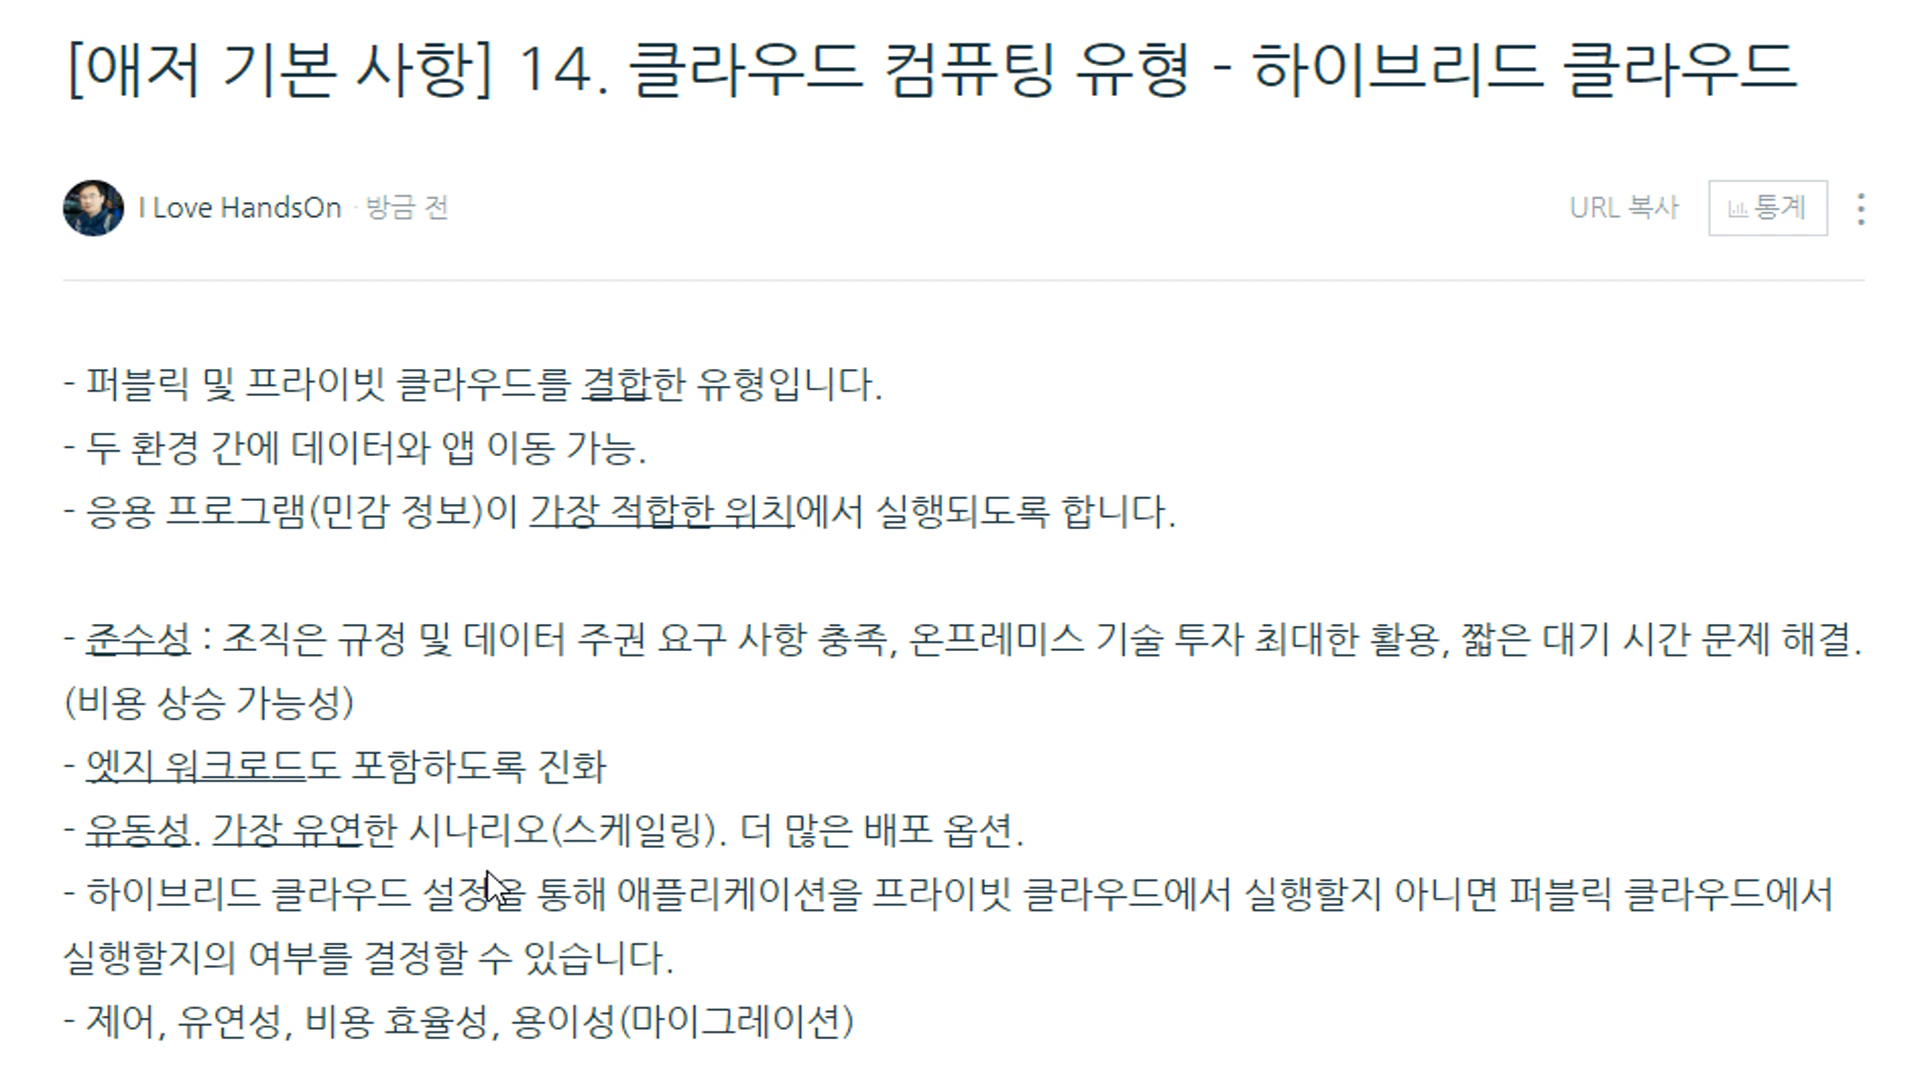 [애저 기본 사항] 14. 클라우드 컴퓨팅 유형 - 하이브리드 클라우드
I Love HandsOn · 방금 전
URL 복사 통계
- 퍼블릭 및 프라이빗 클라우드를 결합한 유형입니다.
- 두 환경 간에 데이터와 앱 이동 가능.
- 응용 프로그램(민감 정보)이 가장 적합한 위치에서 실행되도록 합니다.
- 준수성 : 조직은 규정 및 데이터 주권 요구 사항 충족, 온프레미스 기술 투자 최대한 활용, 짧은 대기 시간 문제 해결.
(비용 상승 가능성)
- 엣지 워크로드도 포함하도록 진화
- 유동성. 가장 유연한 시나리오(스케일링). 더 많은 배포 옵션.
- 하이브리드 클라우드 설정을 통해 애플리케이션을 프라이빗 클라우드에서 실행할지 아니면 퍼블릭 클라우드에서
실행할지의 여부를 결정할 수 있습니다.
- 제어, 유연성, 비용 효율성, 용이성(마이그레이션)